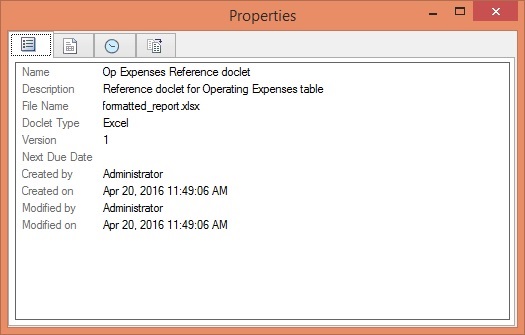 Properties
Name Op Expenses Reference doclet
Description Reference doclet for Operating Expenses table
File Name formatted_report.xlsx
Doclet Type Excel
Version 1
Next Due Date
Created by Administrator
Created on Apr 20, 2016 11:49:06 AM
Modified by Administrator
Modified on Apr 20, 2016 11:49:06 AM